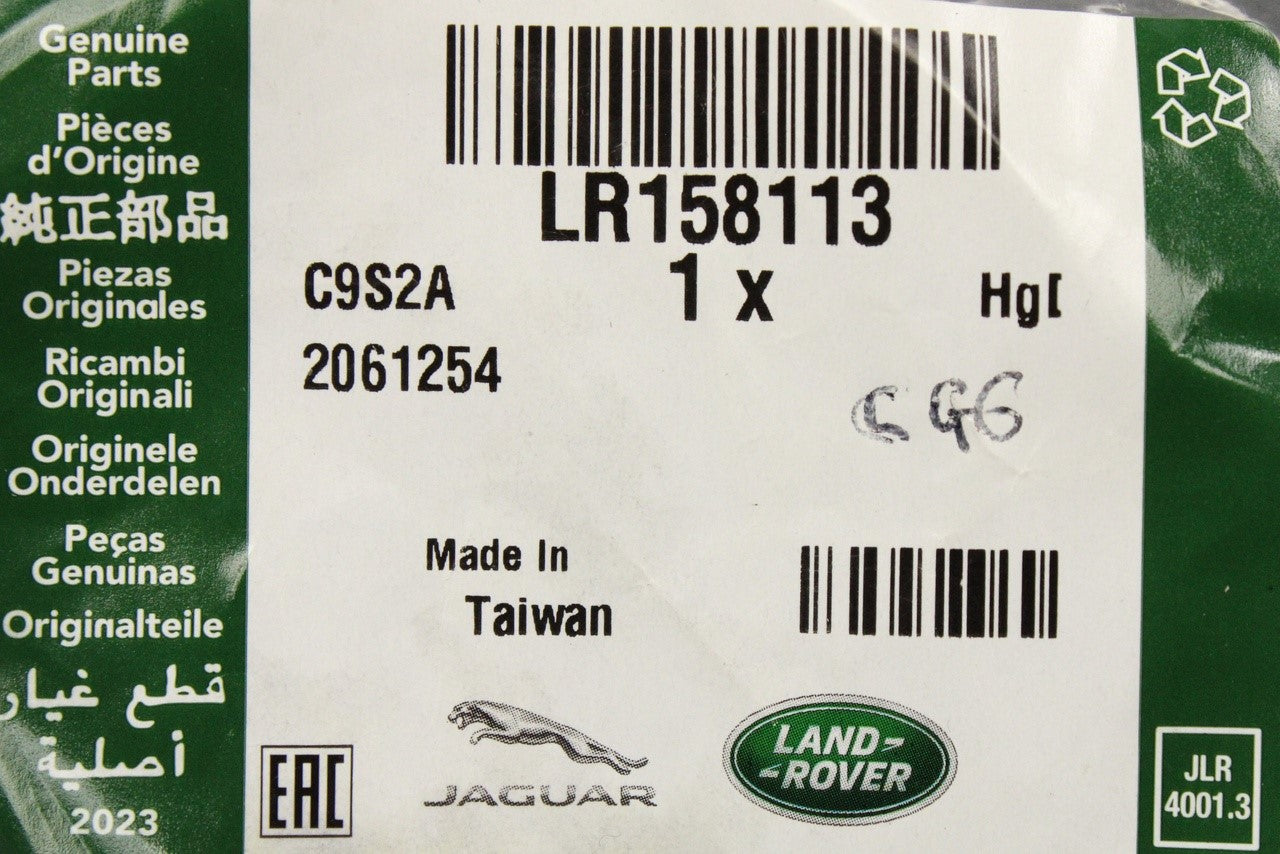 Genuine
Parts
Pièces
d'Origine
純正部品
Piezas
Originales
Ricambi
Originali
Originele
Onderdelen
Peças
Genuinas
Originalteile
قطع غيار
أصلية
2023
LR158113
C9S2A
1 x
2061254
Made In
Taiwan
EAC
JAGUAR
LAND-
-ROVER
JLR
4001.3